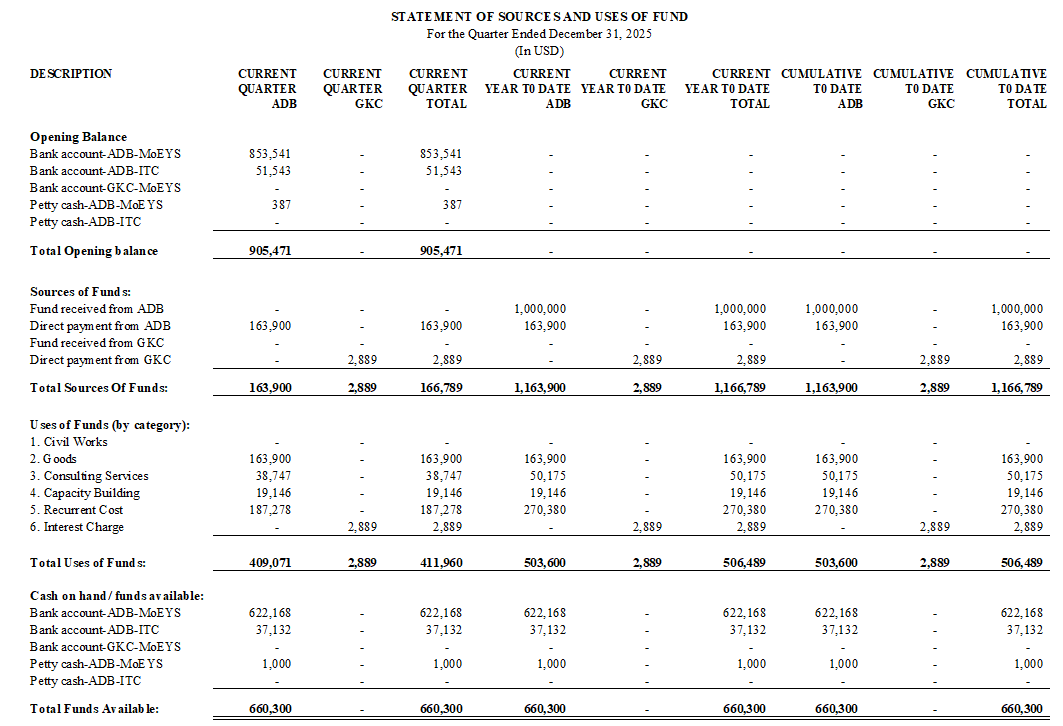 STATEMENT OF SOURCES AND USES OF FUND
For the Quarter Ended December 31, 2025
(In USD)
DESCRIPTION CURRENT CURRENT CURRENT CURRENT CURRENT CURRENT CUMULATIVE CUMULATIVE CUMULATIVE
QUARTER QUARTER QUARTER YEAR T0 DATE YEAR T0 DATE YEAR T0 DATE T0 DATE T0 DATE T0 DATE
ADB GKC TOTAL ADB GKC TOTAL ADB GKC TOTAL
Opening Balance
Bank account-ADB-MoEYS 853,541 - 853,541 - - - - - -
Bank account-ADB-ITC 51,543 - 51,543 - - - - - -
Bank account-GKC-MoEYS - - - - - - - - -
Petty cash-ADB-MoEYS 387 - 387 - - - - - -
Petty cash-ADB-ITC - - - - - - - - -
Total Opening balance 905,471 - 905,471 - - - - - -
Sources of Funds:
Fund received from ADB - - - 1,000,000 - 1,000,000 1,000,000 - 1,000,000
Direct payment from ADB 163,900 - 163,900 163,900 - 163,900 163,900 - 163,900
Fund received from GKC - - - - - - - - -
Direct payment from GKC - 2,889 2,889 - 2,889 2,889 - 2,889 2,889
Total Sources Of Funds: 163,900 2,889 166,789 1,163,900 2,889 1,166,789 1,163,900 2,889 1,166,789
Uses of Funds (by category):
1. Civil Works - - - - - - - - -
2. Goods 163,900 - 163,900 163,900 - 163,900 163,900 - 163,900
3. Consulting Services 38,747 - 38,747 50,175 - 50,175 50,175 - 50,175
4. Capacity Building 19,146 - 19,146 19,146 - 19,146 19,146 - 19,146
5. Recurrent Cost 187,278 - 187,278 270,380 - 270,380 270,380 - 270,380
6. Interest Charge - 2,889 2,889 - 2,889 2,889 - 2,889 2,889
Total Uses of Funds: 409,071 2,889 411,960 503,600 2,889 506,489 503,600 2,889 506,489
Cash on hand / funds available:
Bank account-ADB-MoEYS 622,168 - 622,168 622,168 - 622,168 622,168 - 622,168
Bank account-ADB-ITC 37,132 - 37,132 37,132 - 37,132 37,132 - 37,132
Bank account-GKC-MoEYS - - - - - - - - -
Petty cash-ADB-MoEYS 1,000 - 1,000 1,000 - 1,000 1,000 - 1,000
Petty cash-ADB-ITC - - - - - - - - -
Total Funds Available: 660,300 - 660,300 660,300 - 660,300 660,300 - 660,300